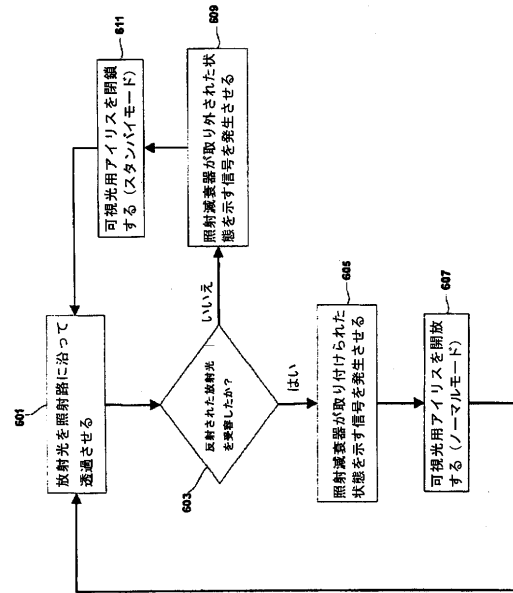 601
放射光を照射路に沿って
透過させる
603
反射された放射光
を受容したか？
いいえ
はい
605
照射減衰器が取り付けられた
状態を示す信号を発生させる
607
可視光用アイリスを開放
する（ノーマルモード）
609
照射減衰器が取り外された状
態を示す信号を発生させる
611
可視光用アイリスを閉鎖
する（スタンバイモード）